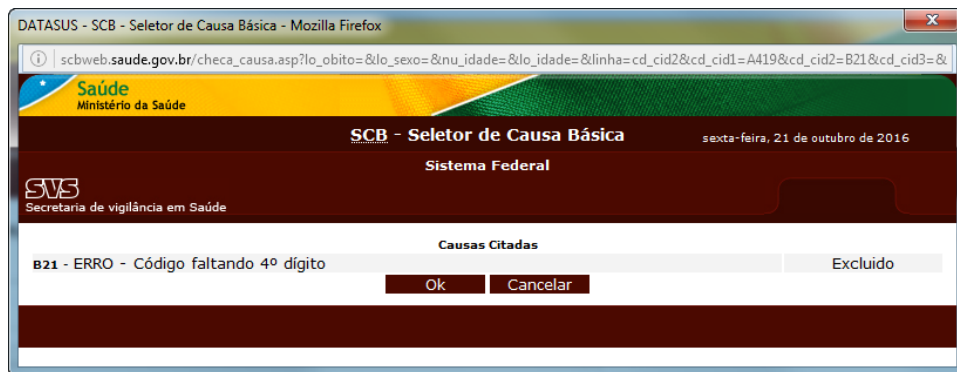 DATASUS - SCB - Seletor de Causa Básica - Mozilla Firefox
scbweb.saude.gov.br/checa_causa.asp?lo_obito=&lo_sexo=&nu_idade=&lo_idade=&linha=cd_cid2&cd_cid1=A419&cd_cid2=B21&cd_cid3=&
Saúde
Ministério da Saúde
SCB - Seletor de Causa Básica
sexta-feira, 21 de outubro de 2016
Sistema Federal
SVS
Secretaria de vigilância em Saúde
Causas Citadas
B21 - ERRO - Código faltando 4º dígito Excluido
Ok Cancelar